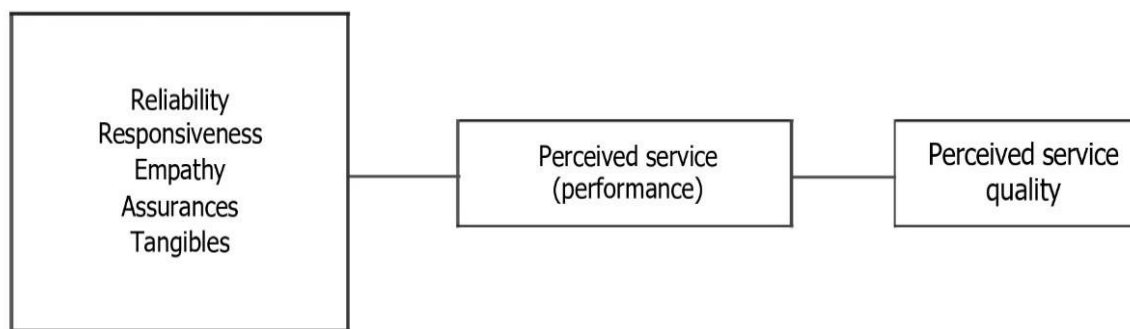 Reliability
Responsiveness
Empathy
Assurances
Tangibles
Perceived service
(performance)
Perceived service
quality